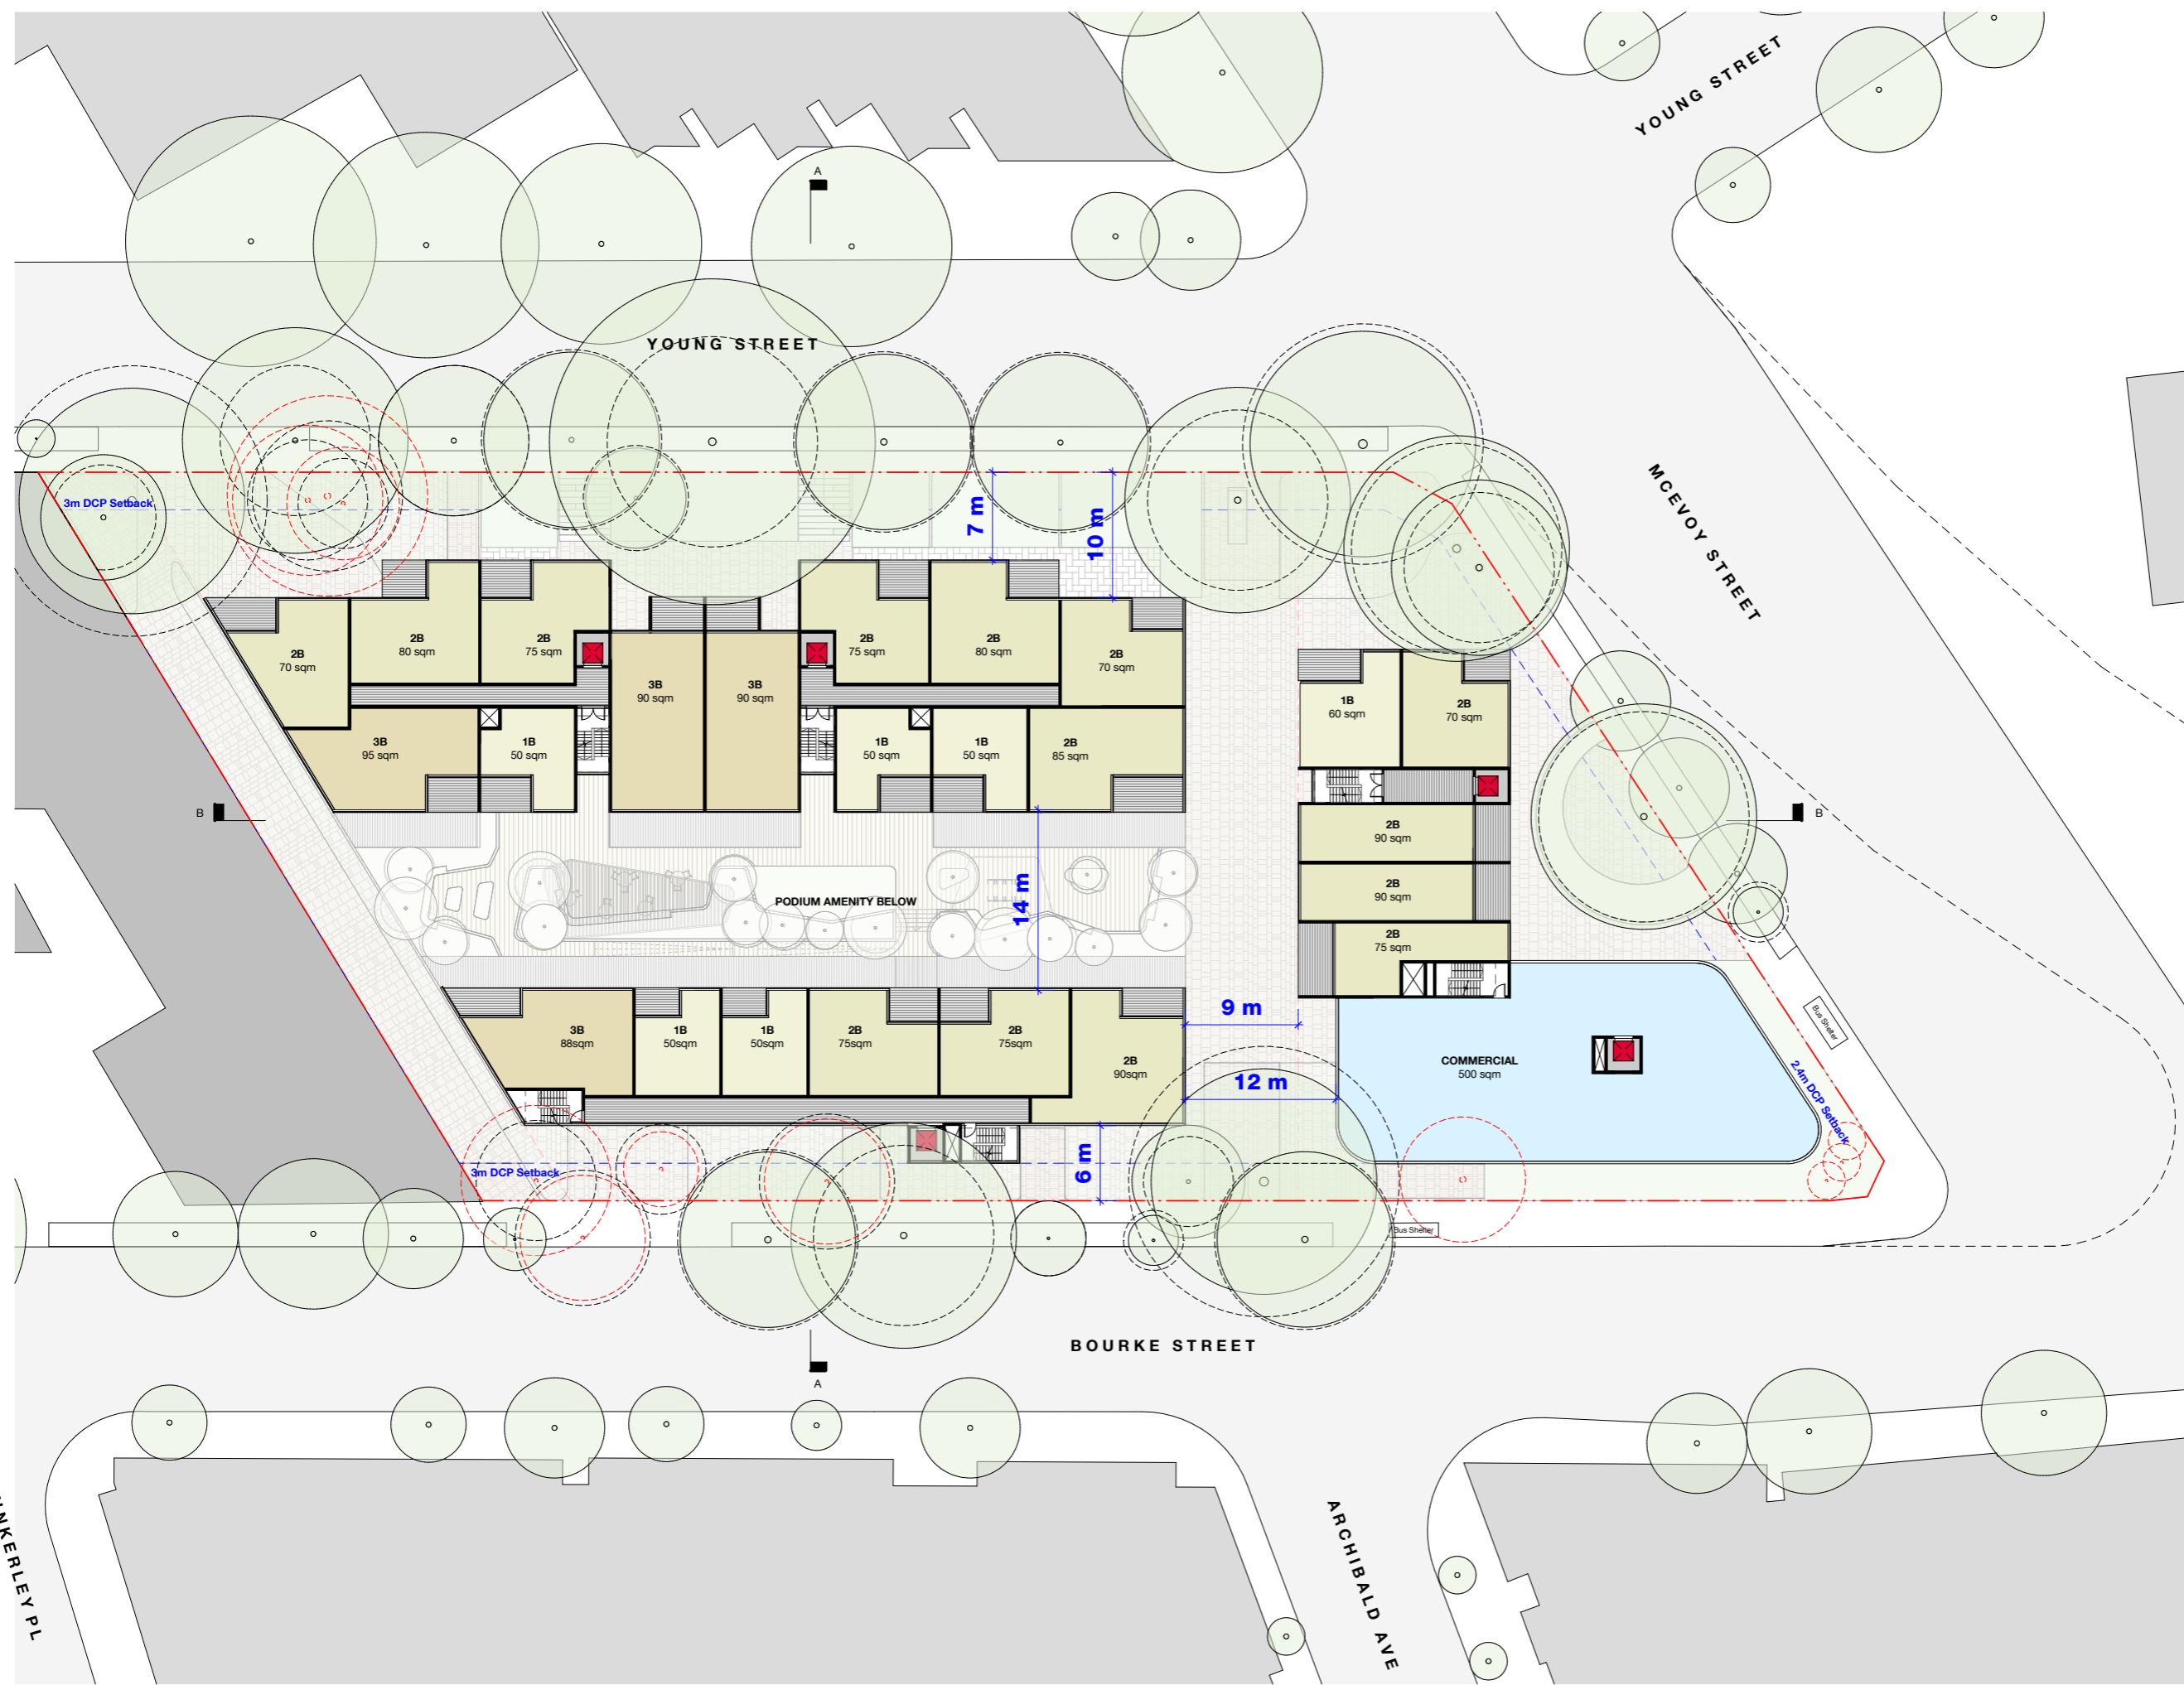 YOUNG STREET
A
YOUNG STREET
MCEVOY STREET
3m DCP Setback
7 m
10 m
2B
70 sqm
2B
80 sqm
2B
75 sqm
3B
90 sqm
3B
90 sqm
2B
75 sqm
2B
80 sqm
2B
70 sqm
1B
60 sqm
2B
70 sqm
3B
95 sqm
1B
50 sqm
1B
50 sqm
1B
50 sqm
2B
85 sqm
B
B
2B
90 sqm
2B
90 sqm
2B
75 sqm
PODIUM AMENITY BELOW
14 m
9 m
3B
88sqm
1B
50sqm
1B
50sqm
2B
75sqm
2B
75sqm
2B
90sqm
COMMERCIAL
500 sqm
Bus Shelter
2.4m DCP Setback
12 m
6 m
3m DCP Setback
Bus Shelter
BOURKE STREET
A
NKERLEY PL
ARCHIBALD AVE